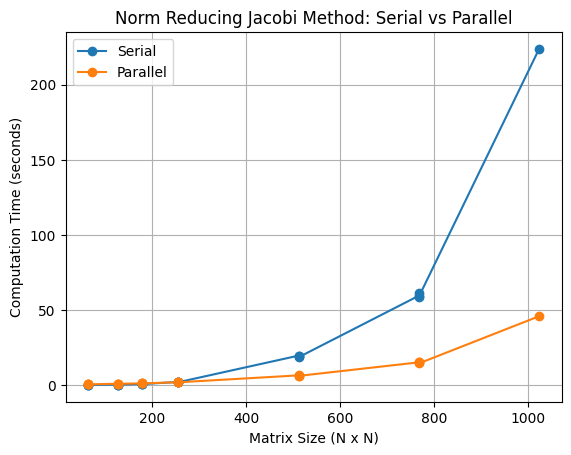 Norm Reducing Jacobi Method: Serial vs Parallel
Serial
Parallel
Computation Time (seconds)
200
150
100
50
0
200
400
600
800
1000
Matrix Size (N x N)